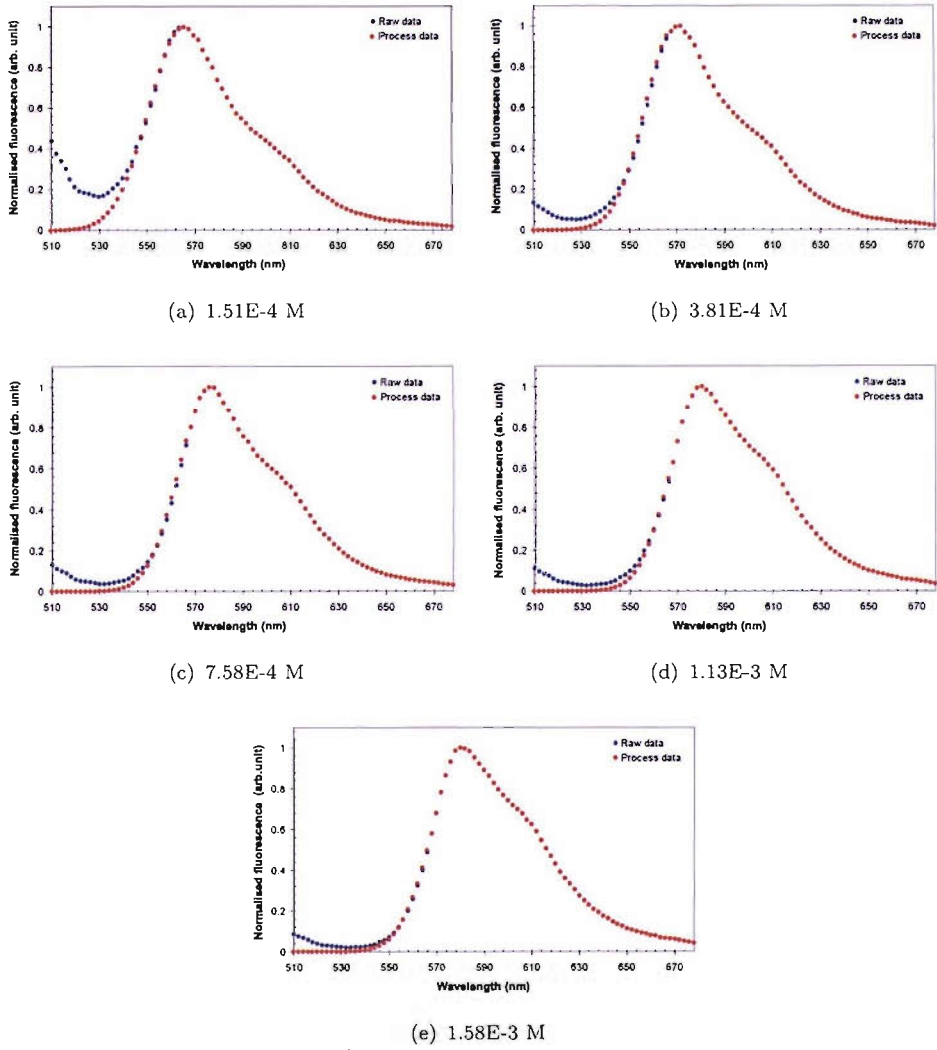 Normalised fluorescence (arb. unit)
1
0.8
0.6
0.4
0.2
0
510 530 550 570 590 610 630 650 670
Wavelength (nm)
Raw data
Process data
(a) 1.51E-4 M
Normalised fluorescence (arb. unit)
1
0.8
0.6
0.4
0.2
0
510 530 550 570 590 610 630 650 670
Wavelength (nm)
Raw data
Process data
(b) 3.81E-4 M
Normalised fluorescence (arb. unit)
1
0.8
0.6
0.4
0.2
0
510 530 550 570 590 610 630 650 670
Wavelength (nm)
Raw data
Process data
(c) 7.58E-4 M
Normalised fluorescence (arb. unit)
1
0.8
0.6
0.4
0.2
0
510 530 550 570 590 610 630 650 670
Wavelength (nm)
Raw data
Process data
(d) 1.13E-3 M
Normalised fluorescence (arb.unit)
1
0.8
0.6
0.4
0.2
0
510 530 550 570 590 610 630 650 670
Wavelength (nm)
Raw data
Process data
(e) 1.58E-3 M